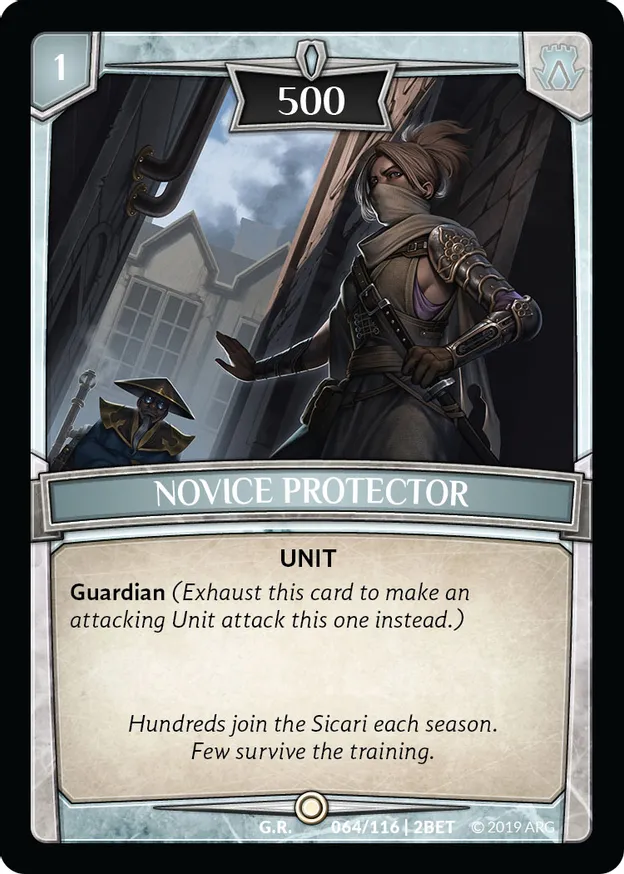 1
500
NOVICE PROTECTOR
UNIT
Guardian (Exhaust this card to make an
attacking Unit attack this one instead.)
Hundreds join the Sicari each season.
Few survive the training.
G.R. 064/116 | 2BET © 2019 ARG